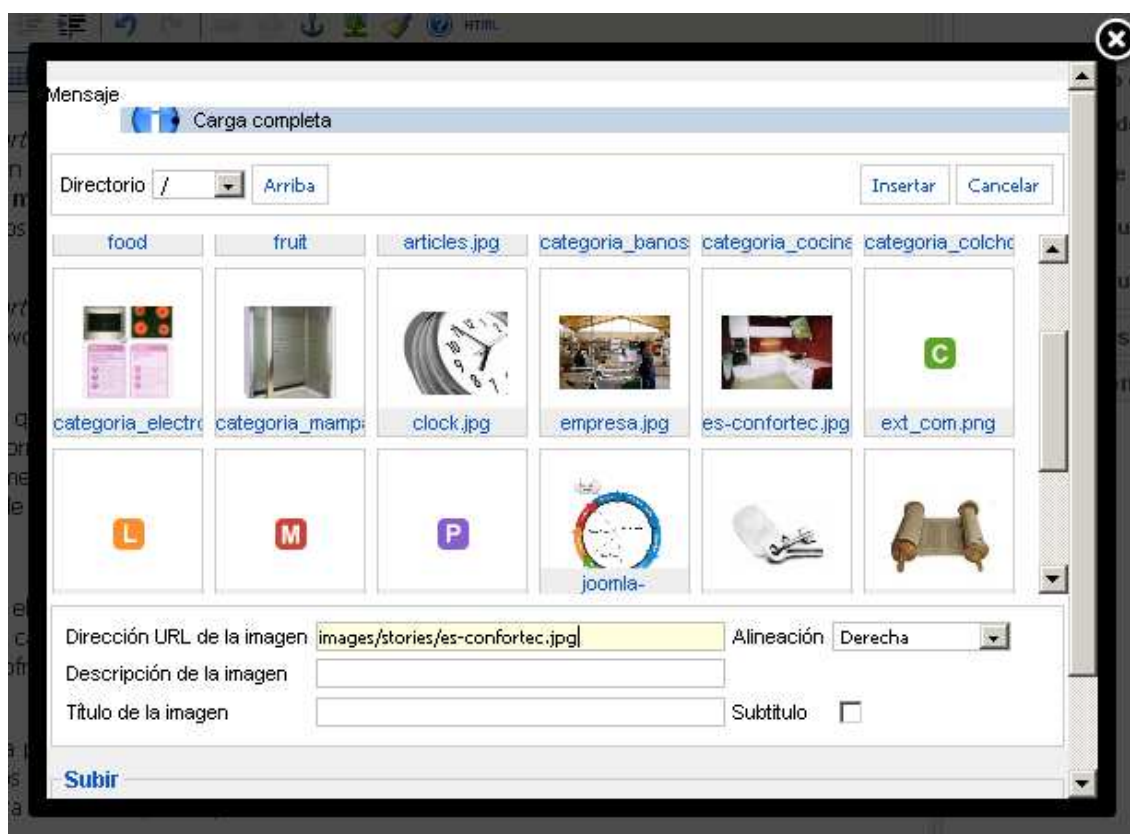 HTML
Mensaje
Carga completa
Directorio / Arriba Insertar Cancelar
food fruit articles.jpg categoria_banos categoria_cocina categoria_colcho
categoria_electro categoria_mampa clock.jpg empresa.jpg es-confortec.jpg ext_com.png
C
L M P
joomla-
Dirección URL de la imagen images/stories/es-confortec.jpg Alineación Derecha
Descripción de la imagen
Título de la imagen Subtitulo
Subir